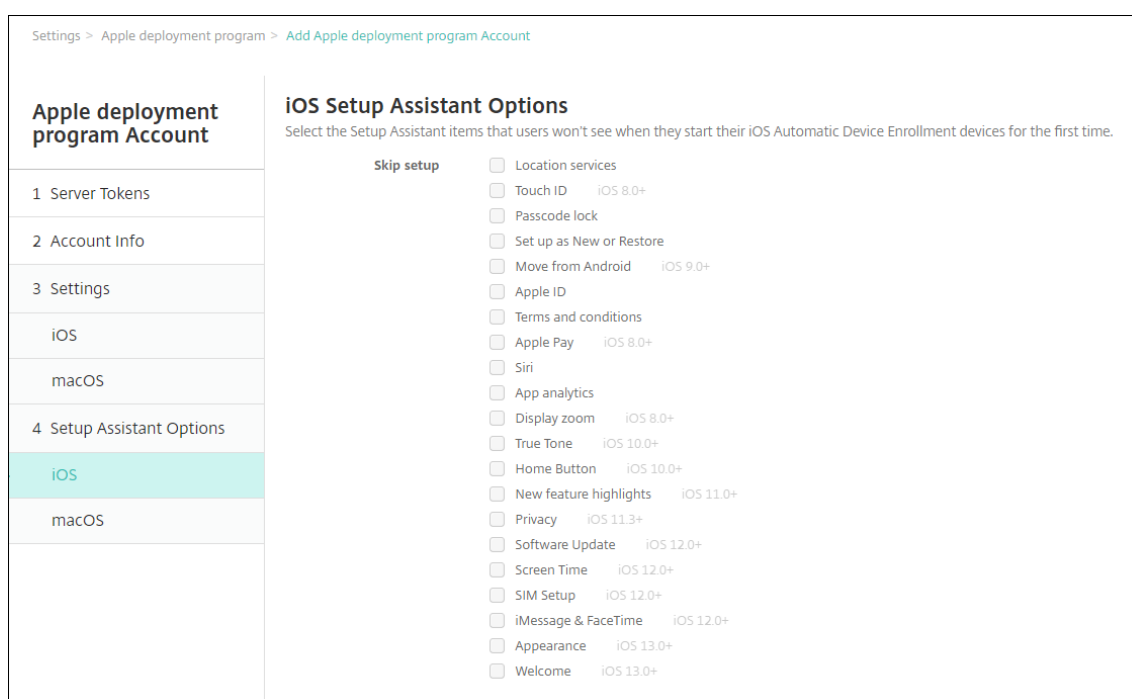 Settings > Apple deployment program > Add Apple deployment program Account
Apple deployment
program Account
1 Server Tokens
2 Account Info
3 Settings
iOS
macOS
4 Setup Assistant Options
iOS
macOS
iOS Setup Assistant Options
Select the Setup Assistant items that users won't see when they start their iOS Automatic Device Enrollment devices for the first time.
Skip setup
Location services
Touch ID iOS 8.0+
Passcode lock
Set up as New or Restore
Move from Android iOS 9.0+
Apple ID
Terms and conditions
Apple Pay iOS 8.0+
Siri
App analytics
Display zoom iOS 8.0+
True Tone iOS 10.0+
Home Button iOS 10.0+
New feature highlights iOS 11.0+
Privacy iOS 11.3+
Software Update iOS 12.0+
Screen Time iOS 12.0+
SIM Setup iOS 12.0+
iMessage & FaceTime iOS 12.0+
Appearance iOS 13.0+
Welcome iOS 13.0+